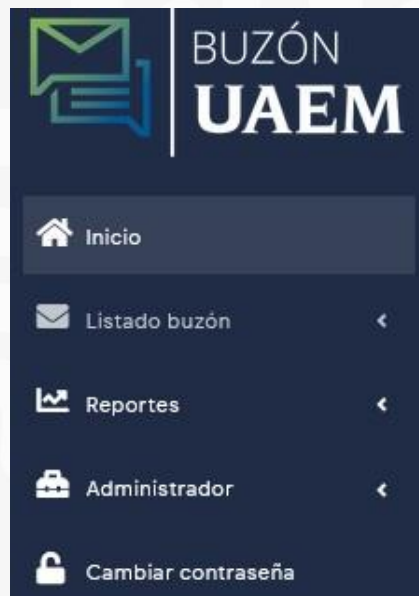 BUZÓN
UAEM
Inicio
Listado buzón
Reportes
Administrador
Cambiar contraseña